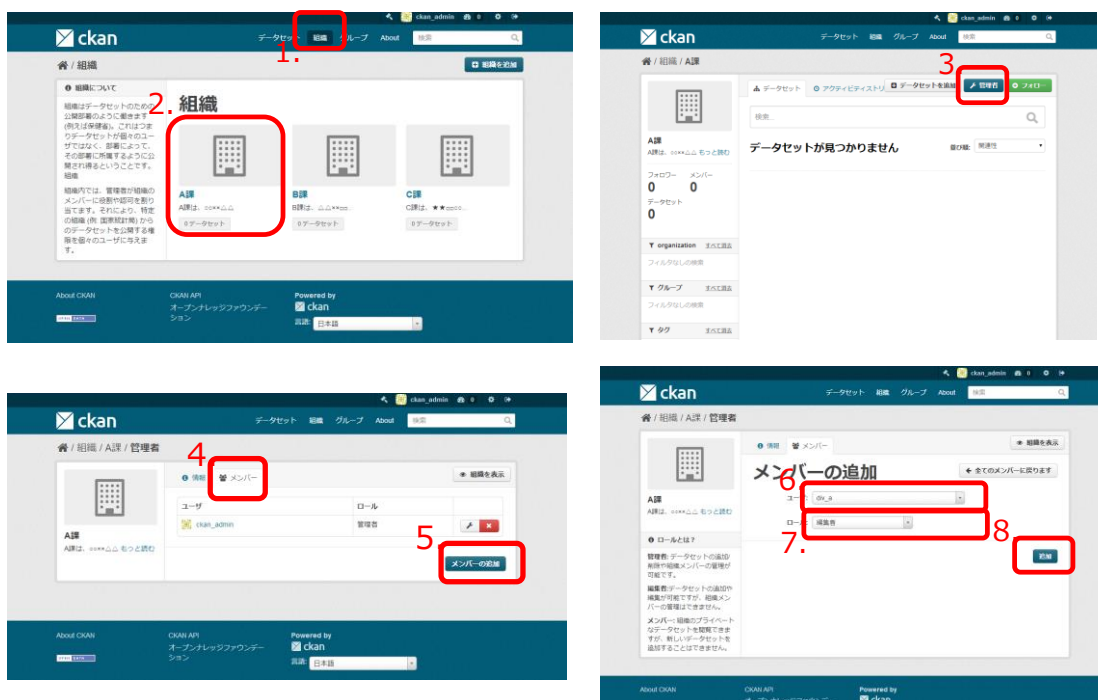 ckan_admin 0
ckan
データセット 組織 グループ About 検索
1.
/ 組織
組織を追加
組織について
組織はデータセットのための
公開部署のように働きます
(例えば保健省)。これはつま
りデータセットが個々のユー
ザではなく、部署によって、
その部署に所属するように公
開され得るということです。
組織
組織内では、管理者が組織の
メンバーに役割や認可を割り
当てます。それにより、特定
の組織 (例: 国家統計局) から
のデータセットを公開する権
限を個々のユーザに与えま
す。
2.
組織
A課
A課は、○○××△△
0 データセット
B課
B課は、△△××□□
0 データセット
C課
C課は、★★□□○○
0 データセット
About CKAN
CKAN API
オープンナレッジファウンデー
ション
Powered by
ckan
言語: 日本語
ckan_admin 0
ckan
データセット 組織 グループ About 検索
/ 組織 / A課
3.
データセット アクティビティストリ
データセットを追加 管理者 フォロー
検索...
データセットが見つかりません
並び順: 関連性
A課
A課は、○○××△△ もっと読む
フォロワー メンバー
0 0
データセット
0
organization すべて消去
フィルタなしの検索
グループ すべて消去
フィルタなしの検索
タグ すべて消去
ckan_admin 0
ckan
データセット 組織 グループ About 検索
/ 組織 / A課 / 管理者
4.
情報 メンバー
組織を表示
ユーザ ロール
ckan_admin 管理者
A課
A課は、○○××△△ もっと読む
5.
メンバーの追加
About CKAN
CKAN API
オープンナレッジファウンデー
ション
Powered by
ckan
言語: 日本語
ckan_admin 0
ckan
データセット 組織 グループ About 検索
/ 組織 / A課 / 管理者
情報 メンバー
組織を表示
メンバーの追加
全てのメンバーに戻ります
6.
ユーザ: div_a
ロール: 編集者
7.
8.
追加
A課
A課は、○○××△△ もっと読む
ロールとは？
管理者: データセットの追加/
削除や組織メンバーの管理が
可能です。
編集者:データセットの追加や
編集が可能ですが、組織メン
バーの管理はできません。
メンバー: 組織のプライベート
なデータセットを閲覧できま
すが、新しいデータセットを
追加することはできません。
About CKAN
CKAN API
Powered by
ckan